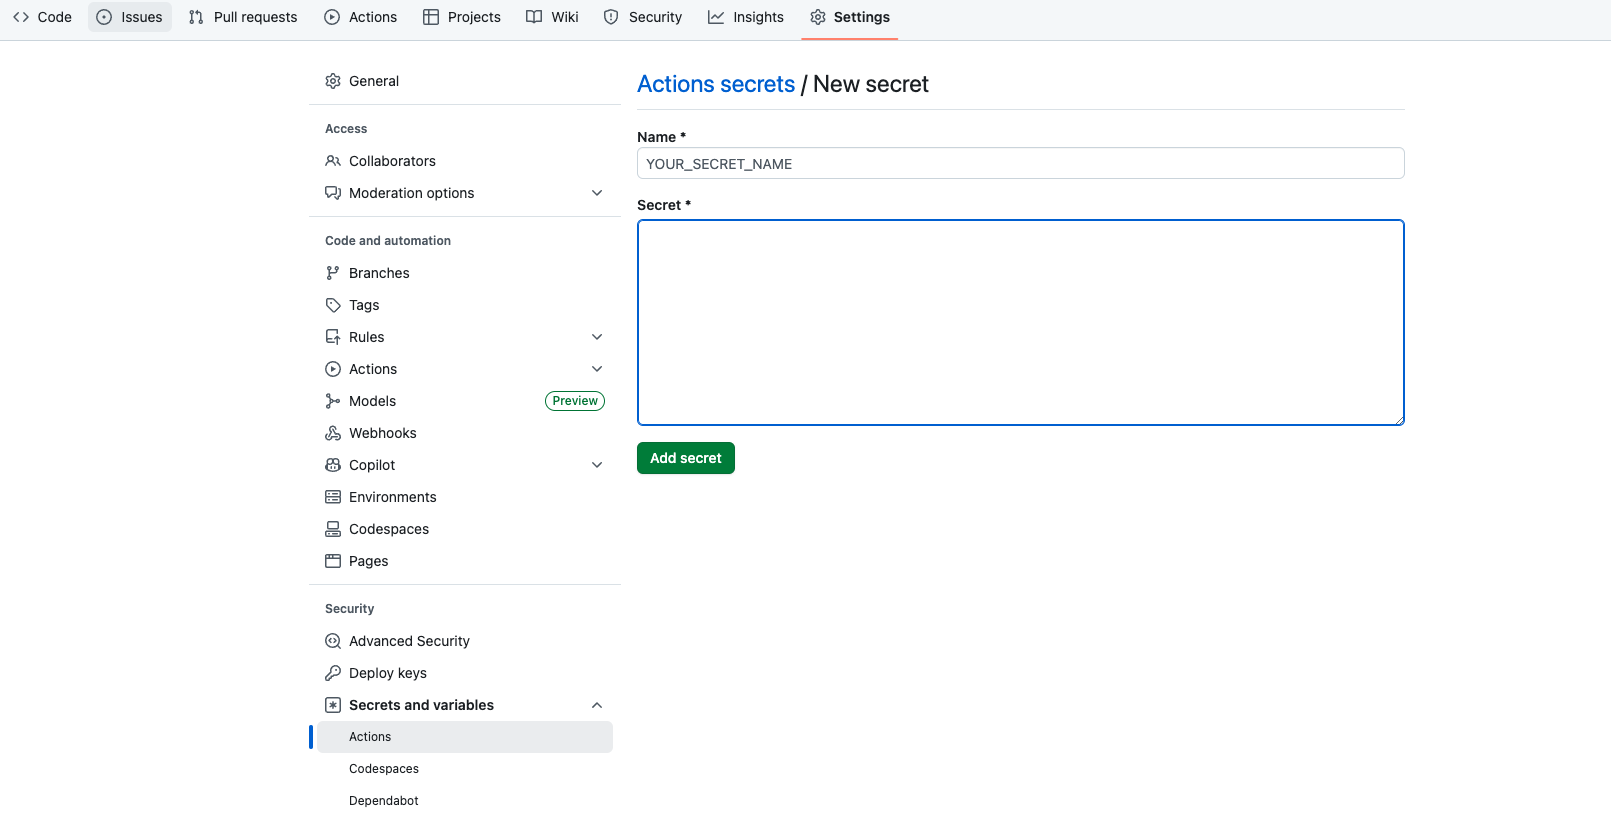 Code Issues Pull requests Actions Projects Wiki Security Insights Settings
General
Access
Collaborators
Moderation options
Code and automation
Branches
Tags
Rules
Actions
Models Preview
Webhooks
Copilot
Environments
Codespaces
Pages
Security
Advanced Security
Deploy keys
Secrets and variables
Actions
Codespaces
Dependabot
Actions secrets / New secret
Name *
YOUR_SECRET_NAME
Secret *
Add secret